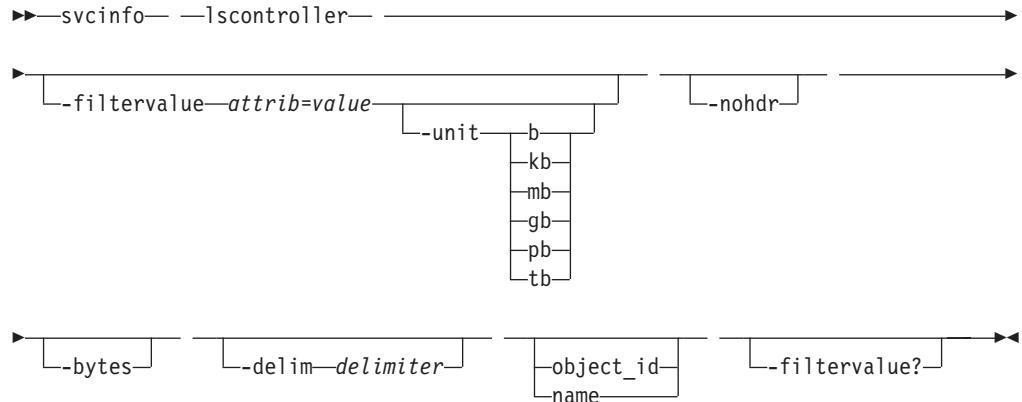 svcinfo lscontroller
-filtervalue attrib=value -nohdr
-unit b
kb
mb
gb
pb
tb
-bytes -delim delimiter object_id -filtervalue?
name